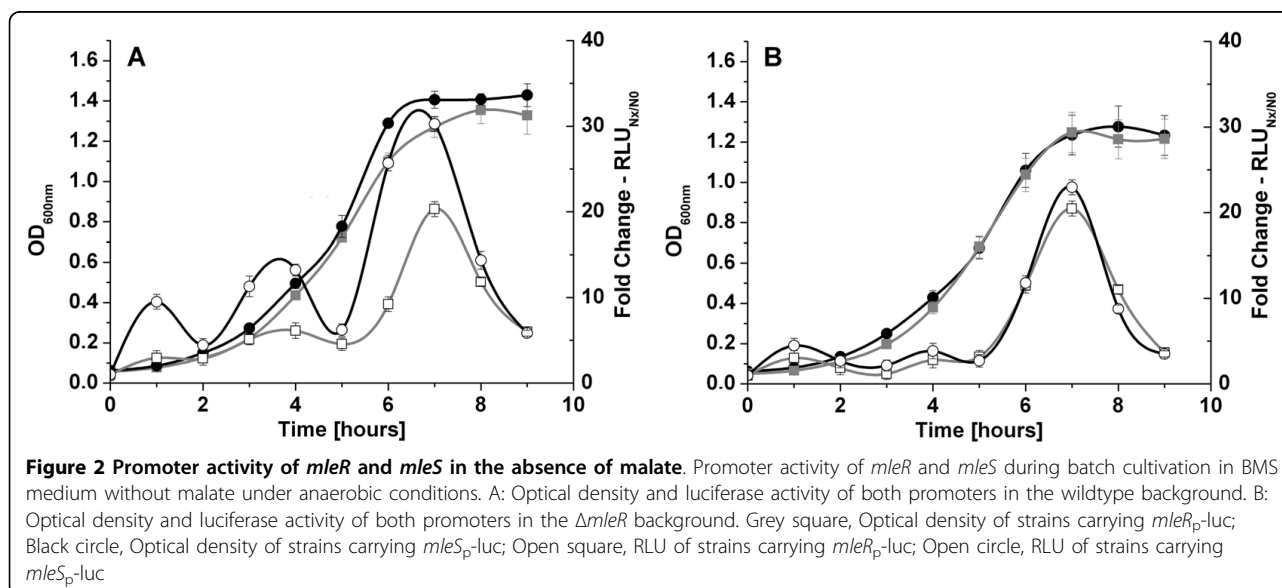 A
OD600nm
1.6
1.4
1.2
1.0
0.8
0.6
0.4
0.2
0.0
0 2 4 6 8 10
Time [hours]
40
30
20
10
0
Fold Change - RLUNx/N0
B
OD600nm
1.6
1.4
1.2
1.0
0.8
0.6
0.4
0.2
0.0
0 2 4 6 8 10
Time [hours]
40
30
20
10
0
Fold Change - RLUNx/N0
Figure 2 Promoter activity of mleR and mleS in the absence of malate. Promoter activity of mleR and mleS during batch cultivation in BMS
medium without malate under anaerobic conditions. A: Optical density and luciferase activity of both promoters in the wildtype background. B:
Optical density and luciferase activity of both promoters in the ΔmleR background. Grey square, Optical density of strains carrying mleRp-luc;
Black circle, Optical density of strains carrying mleSp-luc; Open square, RLU of strains carrying mleRp-luc; Open circle, RLU of strains carrying
mleSp-luc